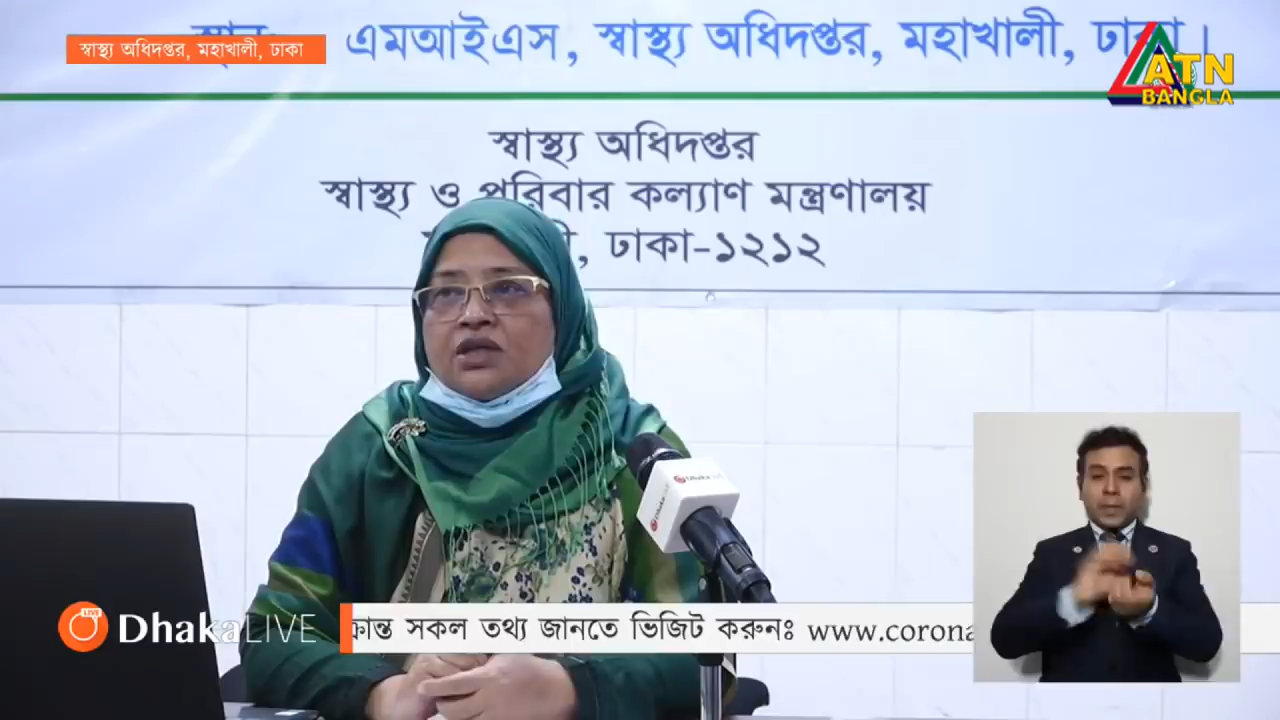 স্বাস্থ্য অধিদপ্তর, মহাখালী, ঢাকা
এমআইএস, স্বাস্থ্য অধিদপ্তর, মহাখালী, ঢাকা।
ATN
BANGLA
স্বাস্থ্য অধিদপ্তর
স্বাস্থ্য ও পরিবার কল্যাণ মন্ত্রণালয়
ঢাকা-১২১২
Dhaka
LIVE
DhakaLIVE
ক্রান্ত সকল তথ্য জানতে ভিজিট করুনঃ www.corona